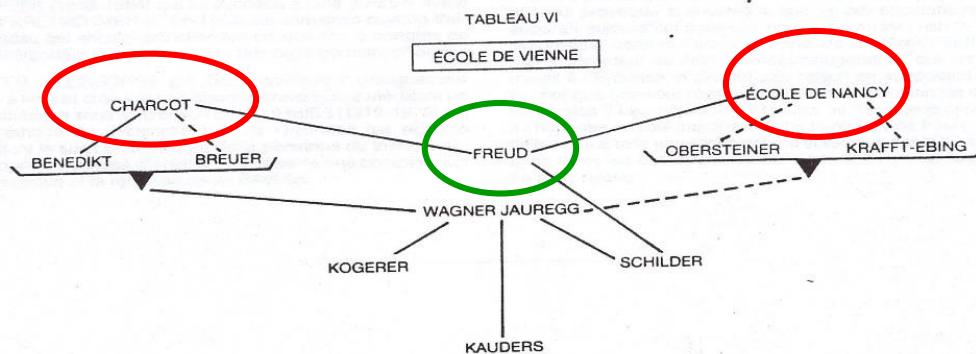 TABLEAU VI
ÉCOLE DE VIENNE
CHARCOT
ÉCOLE DE NANCY
BENEDIKT
BREUER
FREUD
OBERSTEINER
KRAFFT-EBING
WAGNER JAUREGG
KOGERER
SCHILDER
KAUDERS